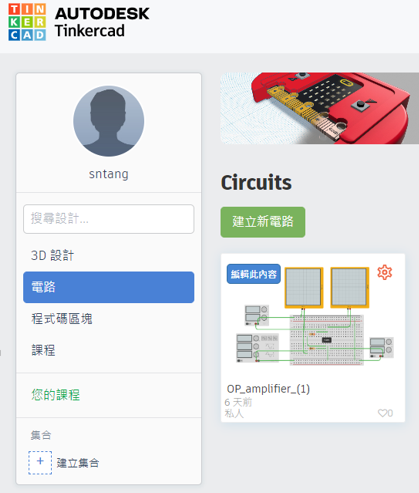 TIN
KER
CAD
AUTODESK
Tinkercad
sntang
搜尋設計...
3D 設計
電路
程式碼區塊
課程
您的課程
集合
+ 建立集合
Circuits
建立新電路
編輯此內容
OP_amplifier_(1)
6 天前
私人
0